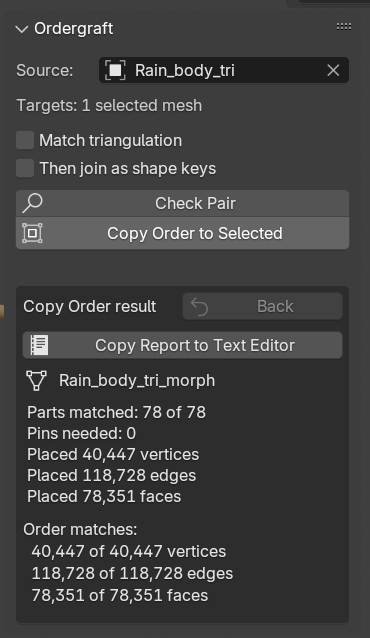 Ordergraft
Source: Rain_body_tri
Targets: 1 selected mesh
Match triangulation
Then join as shape keys
Check Pair
Copy Order to Selected
Copy Order result Back
Copy Report to Text Editor
Rain_body_tri_morph
Parts matched: 78 of 78
Pins needed: 0
Placed 40,447 vertices
Placed 118,728 edges
Placed 78,351 faces
Order matches:
40,447 of 40,447 vertices
118,728 of 118,728 edges
78,351 of 78,351 faces